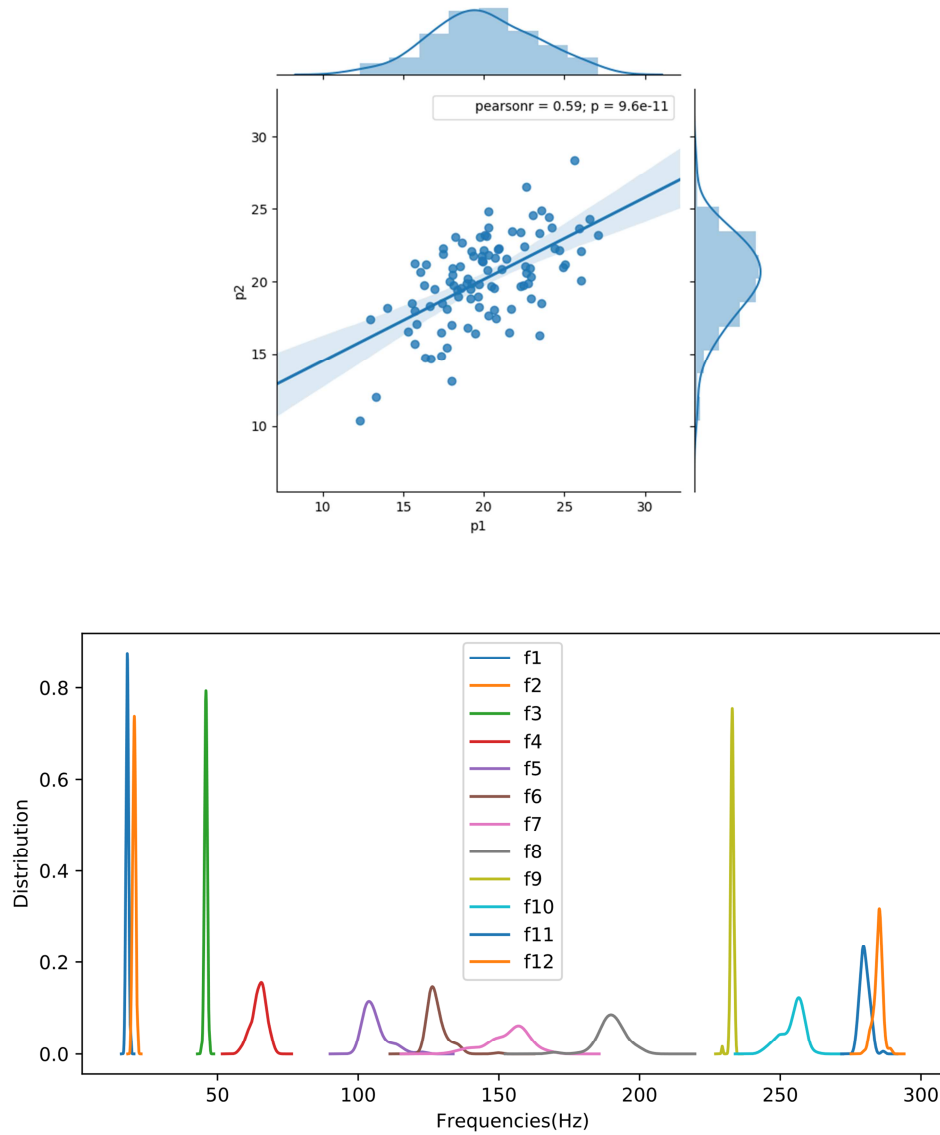 pearsonr = 0.59; p = 9.6e-11
30
25
20
15
10
p2
10 15 20 25 30
p1
f1
f2
f3
f4
f5
f6
f7
f8
f9
f10
f11
f12
0.8
0.6
0.4
0.2
0.0
Distribution
50 100 150 200 250 300
Frequencies(Hz)